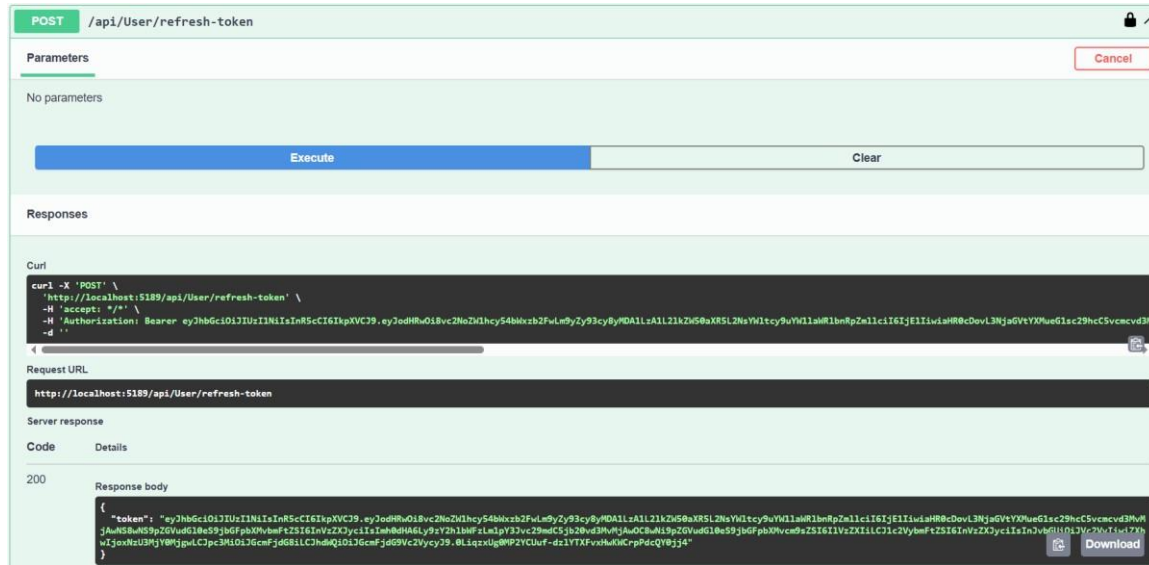 POST /api/User/refresh-token
Parameters
Cancel
No parameters
Execute
Clear
Responses
Curl
curl -X 'POST' \
'http://localhost:5189/api/User/refresh-token' \
-H 'accept: */*' \
-H 'Authorization: Bearer
-d ''
Request URL
http://localhost:5189/api/User/refresh-token
Server response
Code Details
200
Response body
{
"token":
}
Download